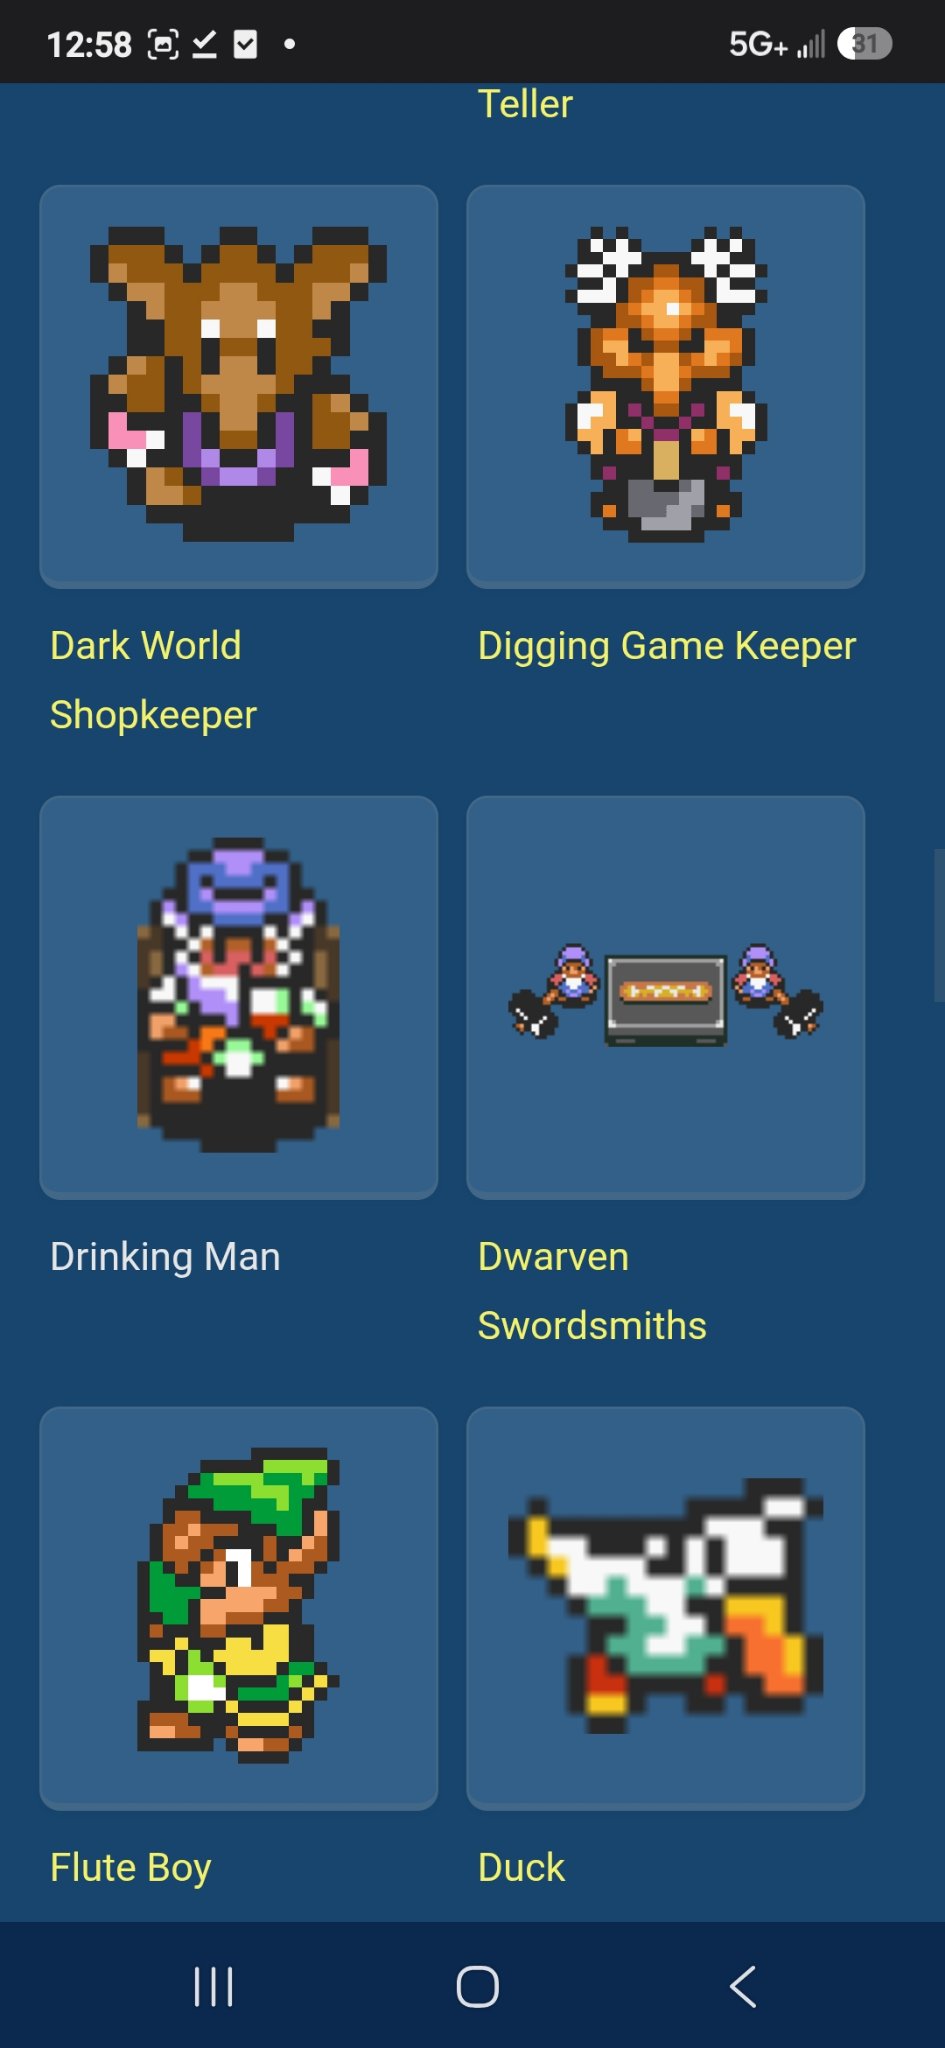 12:58
5G+
31
Teller
Dark World
Shopkeeper
Digging Game Keeper
Drinking Man
Dwarven
Swordsmiths
Flute Boy
Duck